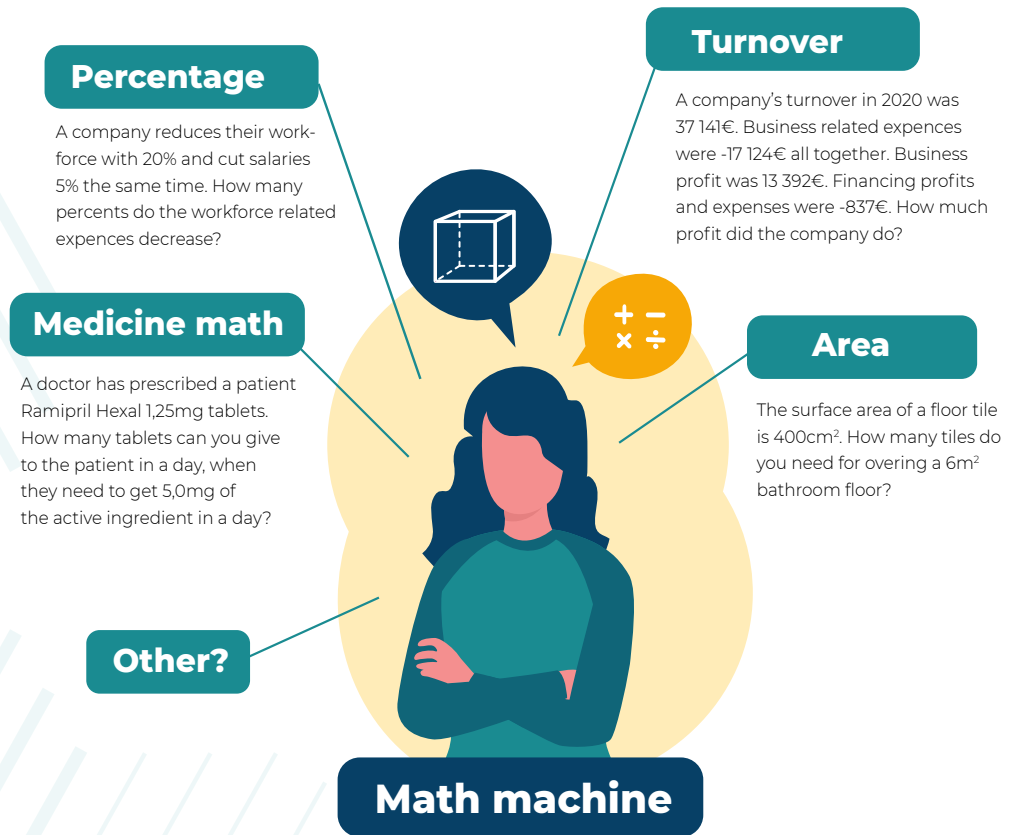 Percentage
A company reduces their work-
force with 20% and cut salaries
5% the same time. How many
percents do the workforce related
expences decrease?
Turnover
A company's turnover in 2020 was
37 141€. Business related expences
were -17 124€ all together. Business
profit was 13 392€. Financing profits
and expenses were -837€. How much
profit did the company do?
Medicine math
A doctor has prescribed a patient
Ramipril Hexal 1,25mg tablets.
How many tablets can you give
to the patient in a day, when
they need to get 5,0mg of
the active ingredient in a day?
Area
The surface area of a floor tile
is 400cm². How many tiles do
you need for overing a 6m²
bathroom floor?
Other?
+ −
× ÷
Math machine